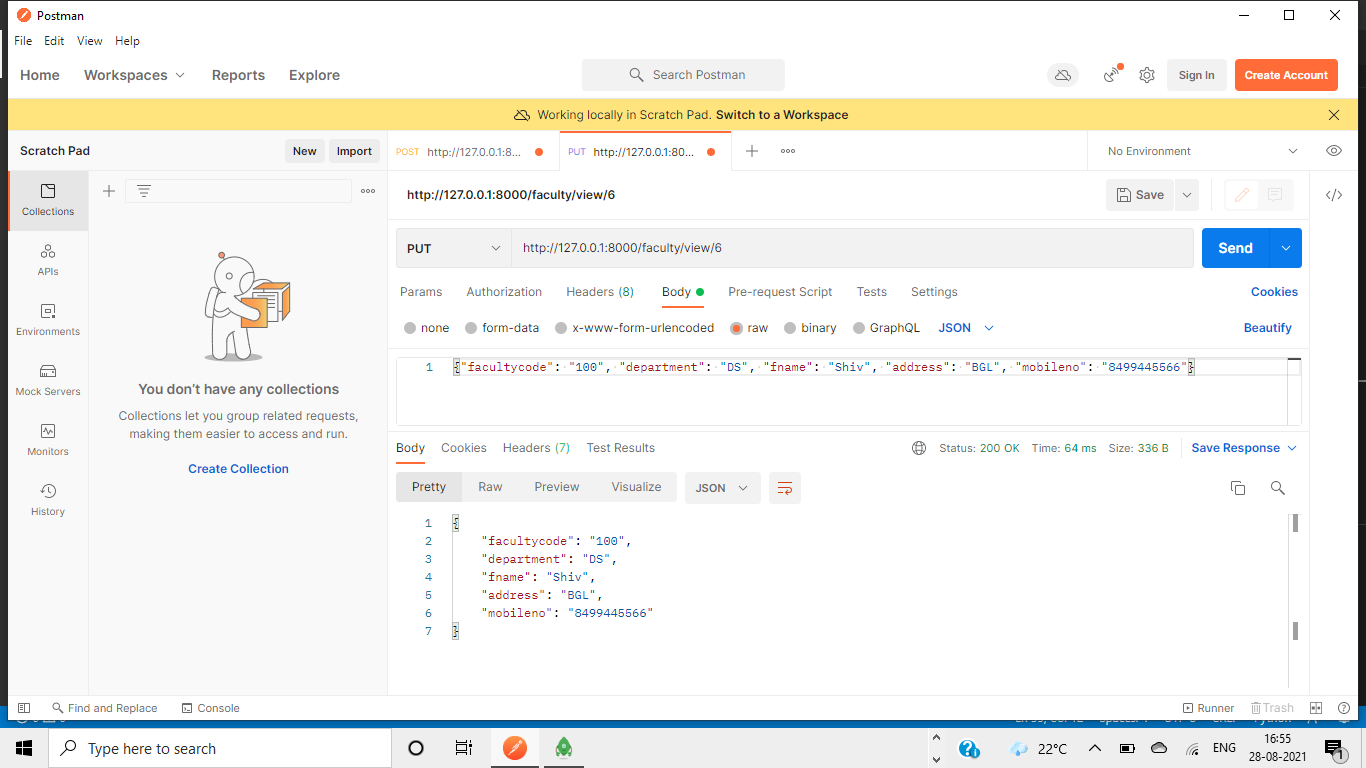 Postman
File Edit View Help
Home Workspaces Reports Explore Search Postman Sign In Create Account
Working locally in Scratch Pad. Switch to a Workspace
Scratch Pad New Import POST http://127.0.0.1:8... PUT http://127.0.0.1:80... No Environment
http://127.0.0.1:8000/faculty/view/6 Save
Collections
PUT http://127.0.0.1:8000/faculty/view/6 Send
APIs
Params Authorization Headers (8) Body Pre-request Script Tests Settings Cookies
Environments
none form-data x-www-form-urlencoded raw binary GraphQL JSON Beautify
1 {"facultycode": "100", "department": "DS", "fname": "Shiv", "address": "BGL", "mobileno": "8499445566"}
Mock Servers
You don't have any collections
Collections let you group related requests,
making them easier to access and run.
Monitors
Create Collection
History
Body Cookies Headers (7) Test Results Status: 200 OK Time: 64 ms Size: 336 B Save Response
Pretty Raw Preview Visualize JSON
1 {
2 "facultycode": "100",
3 "department": "DS",
4 "fname": "Shiv",
5 "address": "BGL",
6 "mobileno": "8499445566"
7 }
Find and Replace Console Runner Trash
Type here to search 22°C ENG 16:55
28-08-2021 1